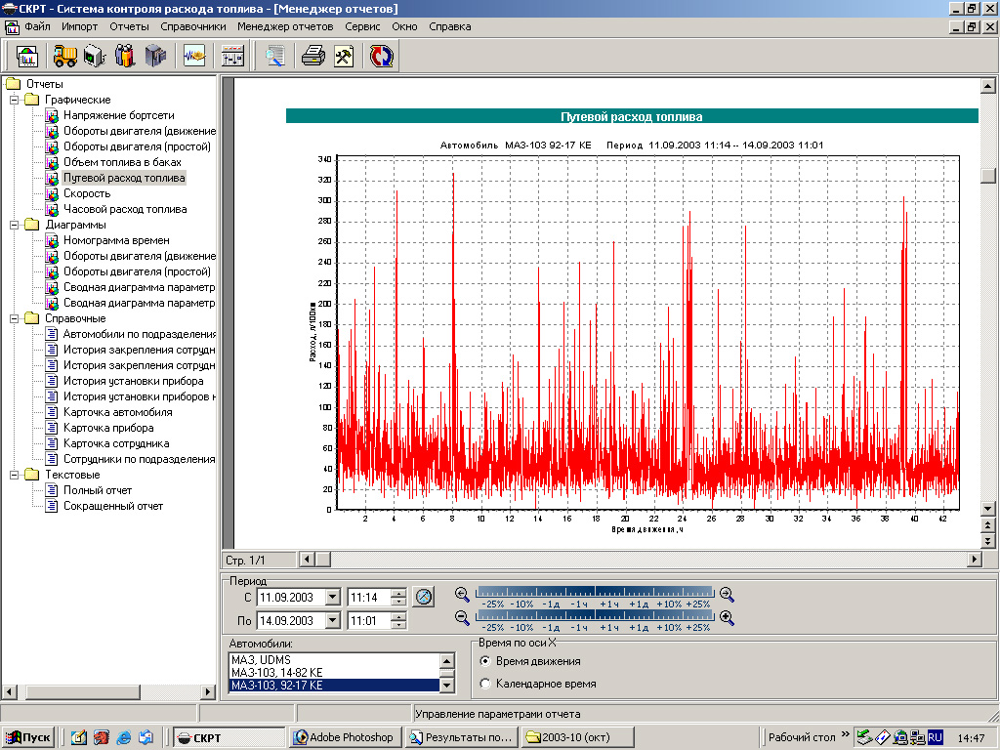 СКРТ - Система контроля расхода топлива - [Менеджер отчетов]
Файл Импорт Отчеты Справочники Менеджер отчетов Сервис Окно Справка
Отчеты
Графические
Напряжение бортсети
Обороты двигателя (движение
Обороты двигателя (простой)
Объем топлива в баках
Путевой расход топлива
Скорость
Часовой расход топлива
Диаграммы
Номограмма времен
Обороты двигателя (движение
Обороты двигателя (простой)
Сводная диаграмма параметр
Сводная диаграмма параметр
Справочные
Автомобили по подразделения
История закрепления сотрудн
История закрепления сотрудн
История установки прибора
История установки приборов н
Карточка автомобиля
Карточка прибора
Карточка сотрудника
Сотрудники по подразделения
Текстовые
Полный отчет
Сокращенный отчет
Путевой расход топлива
Автомобиль МАЗ-103 92-17 КЕ Период 11.09.2003 11:14 -- 14.09.2003 11:01
340
320
300
280
260
240
220
200
180
160
140
120
100
80
60
40
20
0
Расход, л/100км
2 4 6 8 10 12 14 16 18 20 22 24 26 28 30 32 34 36 38 40 42
Время движения, ч
Стр. 1/1
Период
С 11.09.2003 11:14
-25% -10% -1д -1ч +1ч +1д +10% +25%
По 14.09.2003 11:01
-25% -10% -1д -1ч +1ч +1д +10% +25%
Автомобили:
МАЗ, UDMS
МАЗ-103, 14-82 КЕ
МАЗ-103, 92-17 КЕ
Время по оси X
Время движения
Календарное время
Управление параметрами отчета
Пуск СКРТ Adobe Photoshop Результаты по... 2003-10 (окт) Рабочий стол » RU 14:47